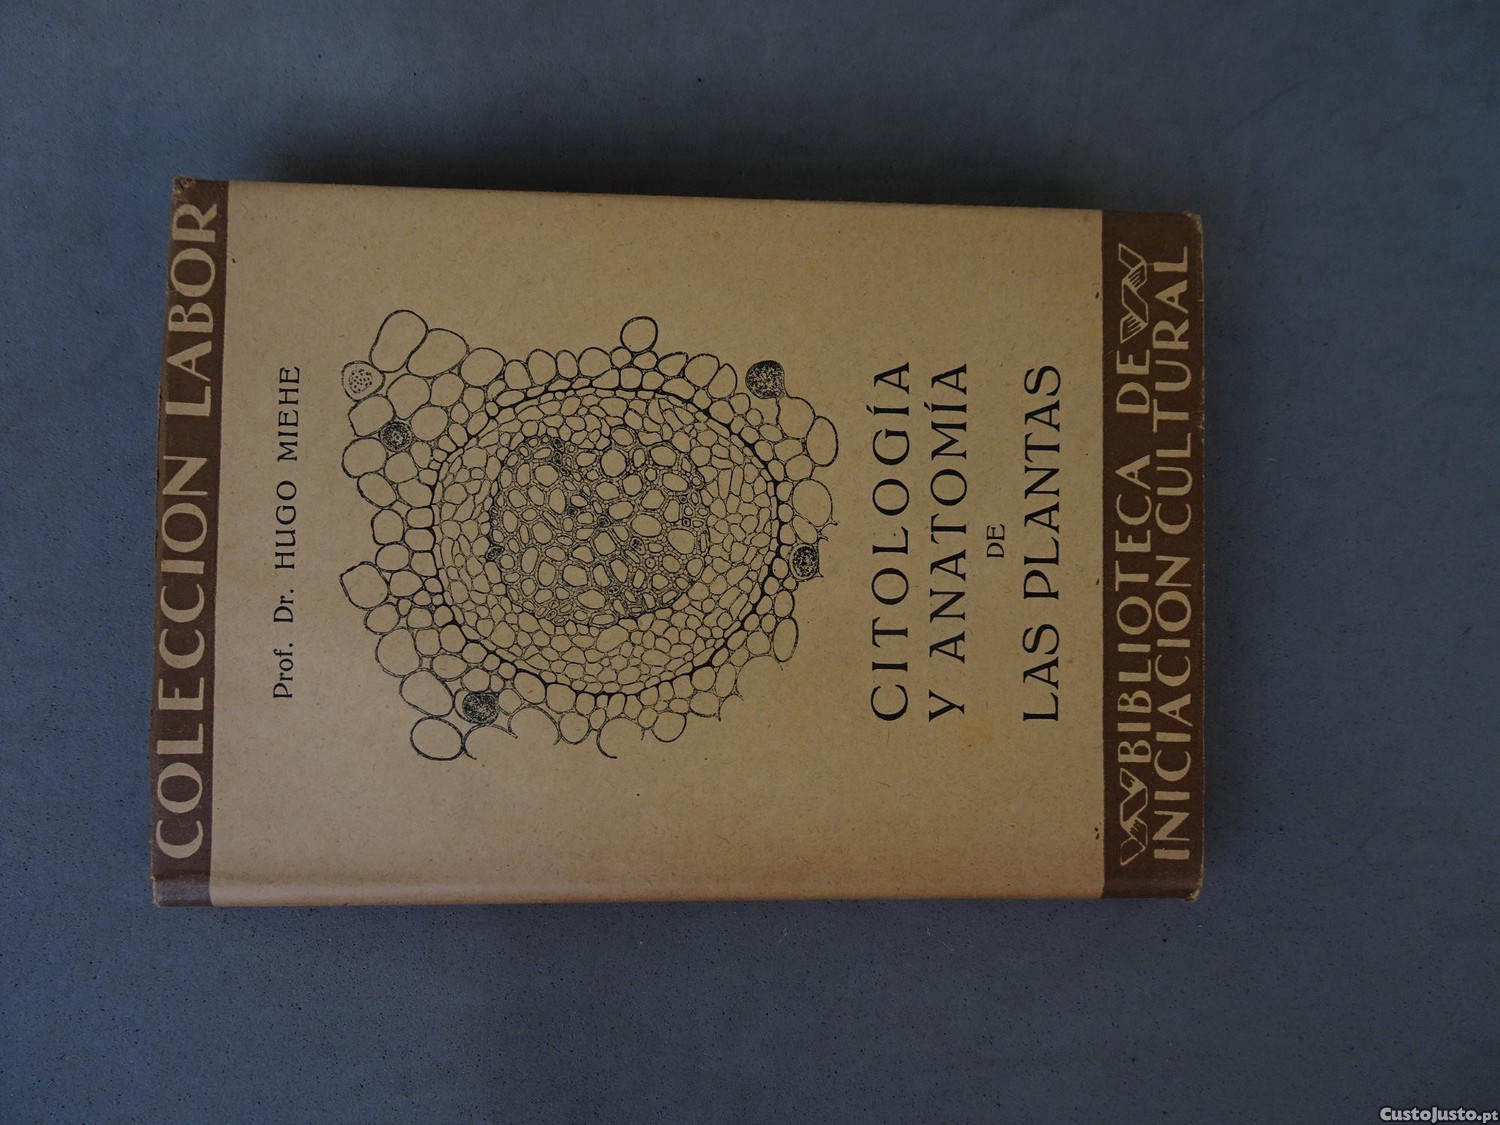 COLECCION LABOR
Prof. Dr. HUGO MIEHE
CITOLOGÍA
Y ANATOMÍA
DE
LAS PLANTAS
BIBLIOTECA DE
INICIACION CULTURAL
CustoJusto.pt